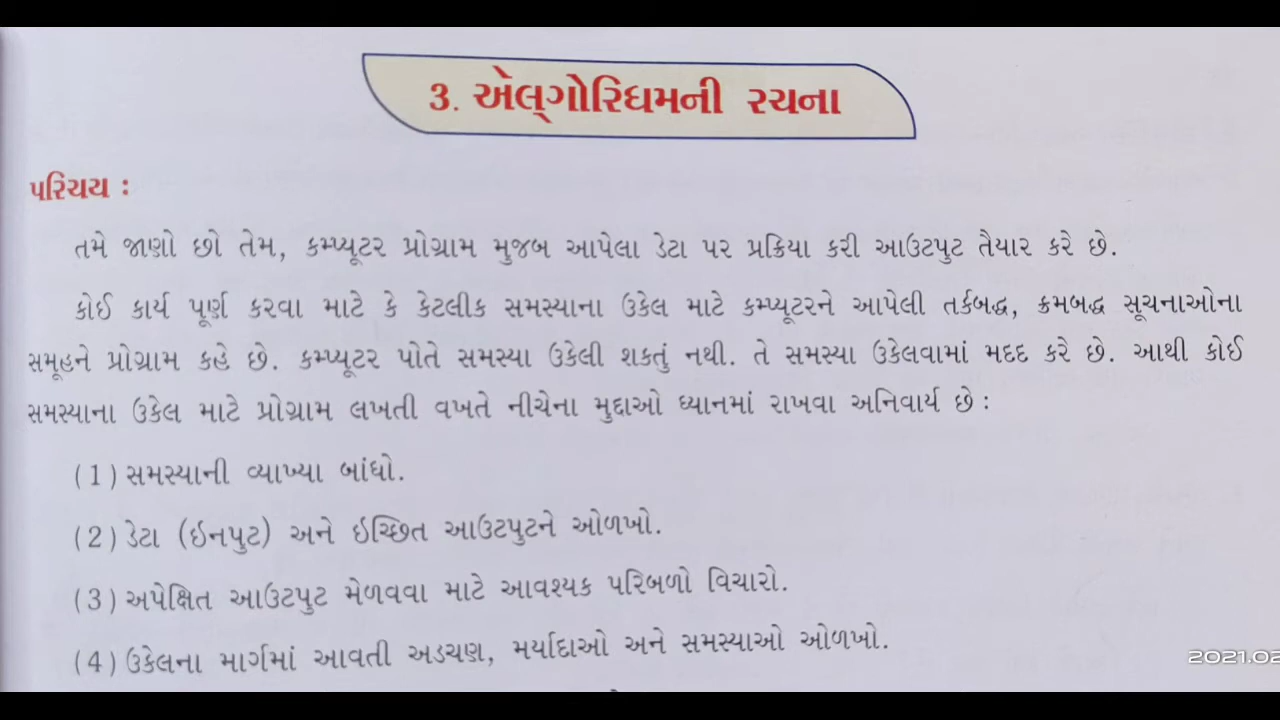 3. એલ્ગોરિધમની રચના
પરિચય :
તમે જાણો છો તેમ, કમ્પ્યૂટર પ્રોગ્રામ મુજબ આપેલા ડેટા પર પ્રક્રિયા કરી આઉટપુટ તૈયાર કરે છે.
કોઈ કાર્ય પૂર્ણ કરવા માટે કે કેટલીક સમસ્યાના ઉકેલ માટે કમ્પ્યૂટરને આપેલી તર્કબદ્ધ, ક્રમબદ્ધ સૂચનાઓના
સમૂહને પ્રોગ્રામ કહે છે. કમ્પ્યૂટર પોતે સમસ્યા ઉકેલી શકતું નથી. તે સમસ્યા ઉકેલવામાં મદદ કરે છે. આથી કોઈ
સમસ્યાના ઉકેલ માટે પ્રોગ્રામ લખતી વખતે નીચેના મુદ્દાઓ ધ્યાનમાં રાખવા અનિવાર્ય છે :
(1) સમસ્યાની વ્યાખ્યા બાંધો.
(2) ડેટા (ઈનપુટ) અને ઇચ્છિત આઉટપુટને ઓળખો.
(3) અપેક્ષિત આઉટપુટ મેળવવા માટે આવશ્યક પરિબળો વિચારો.
(4) ઉકેલના માર્ગમાં આવતી અડચણ, મર્યાદાઓ અને સમસ્યાઓ ઓળખો.
2021.02